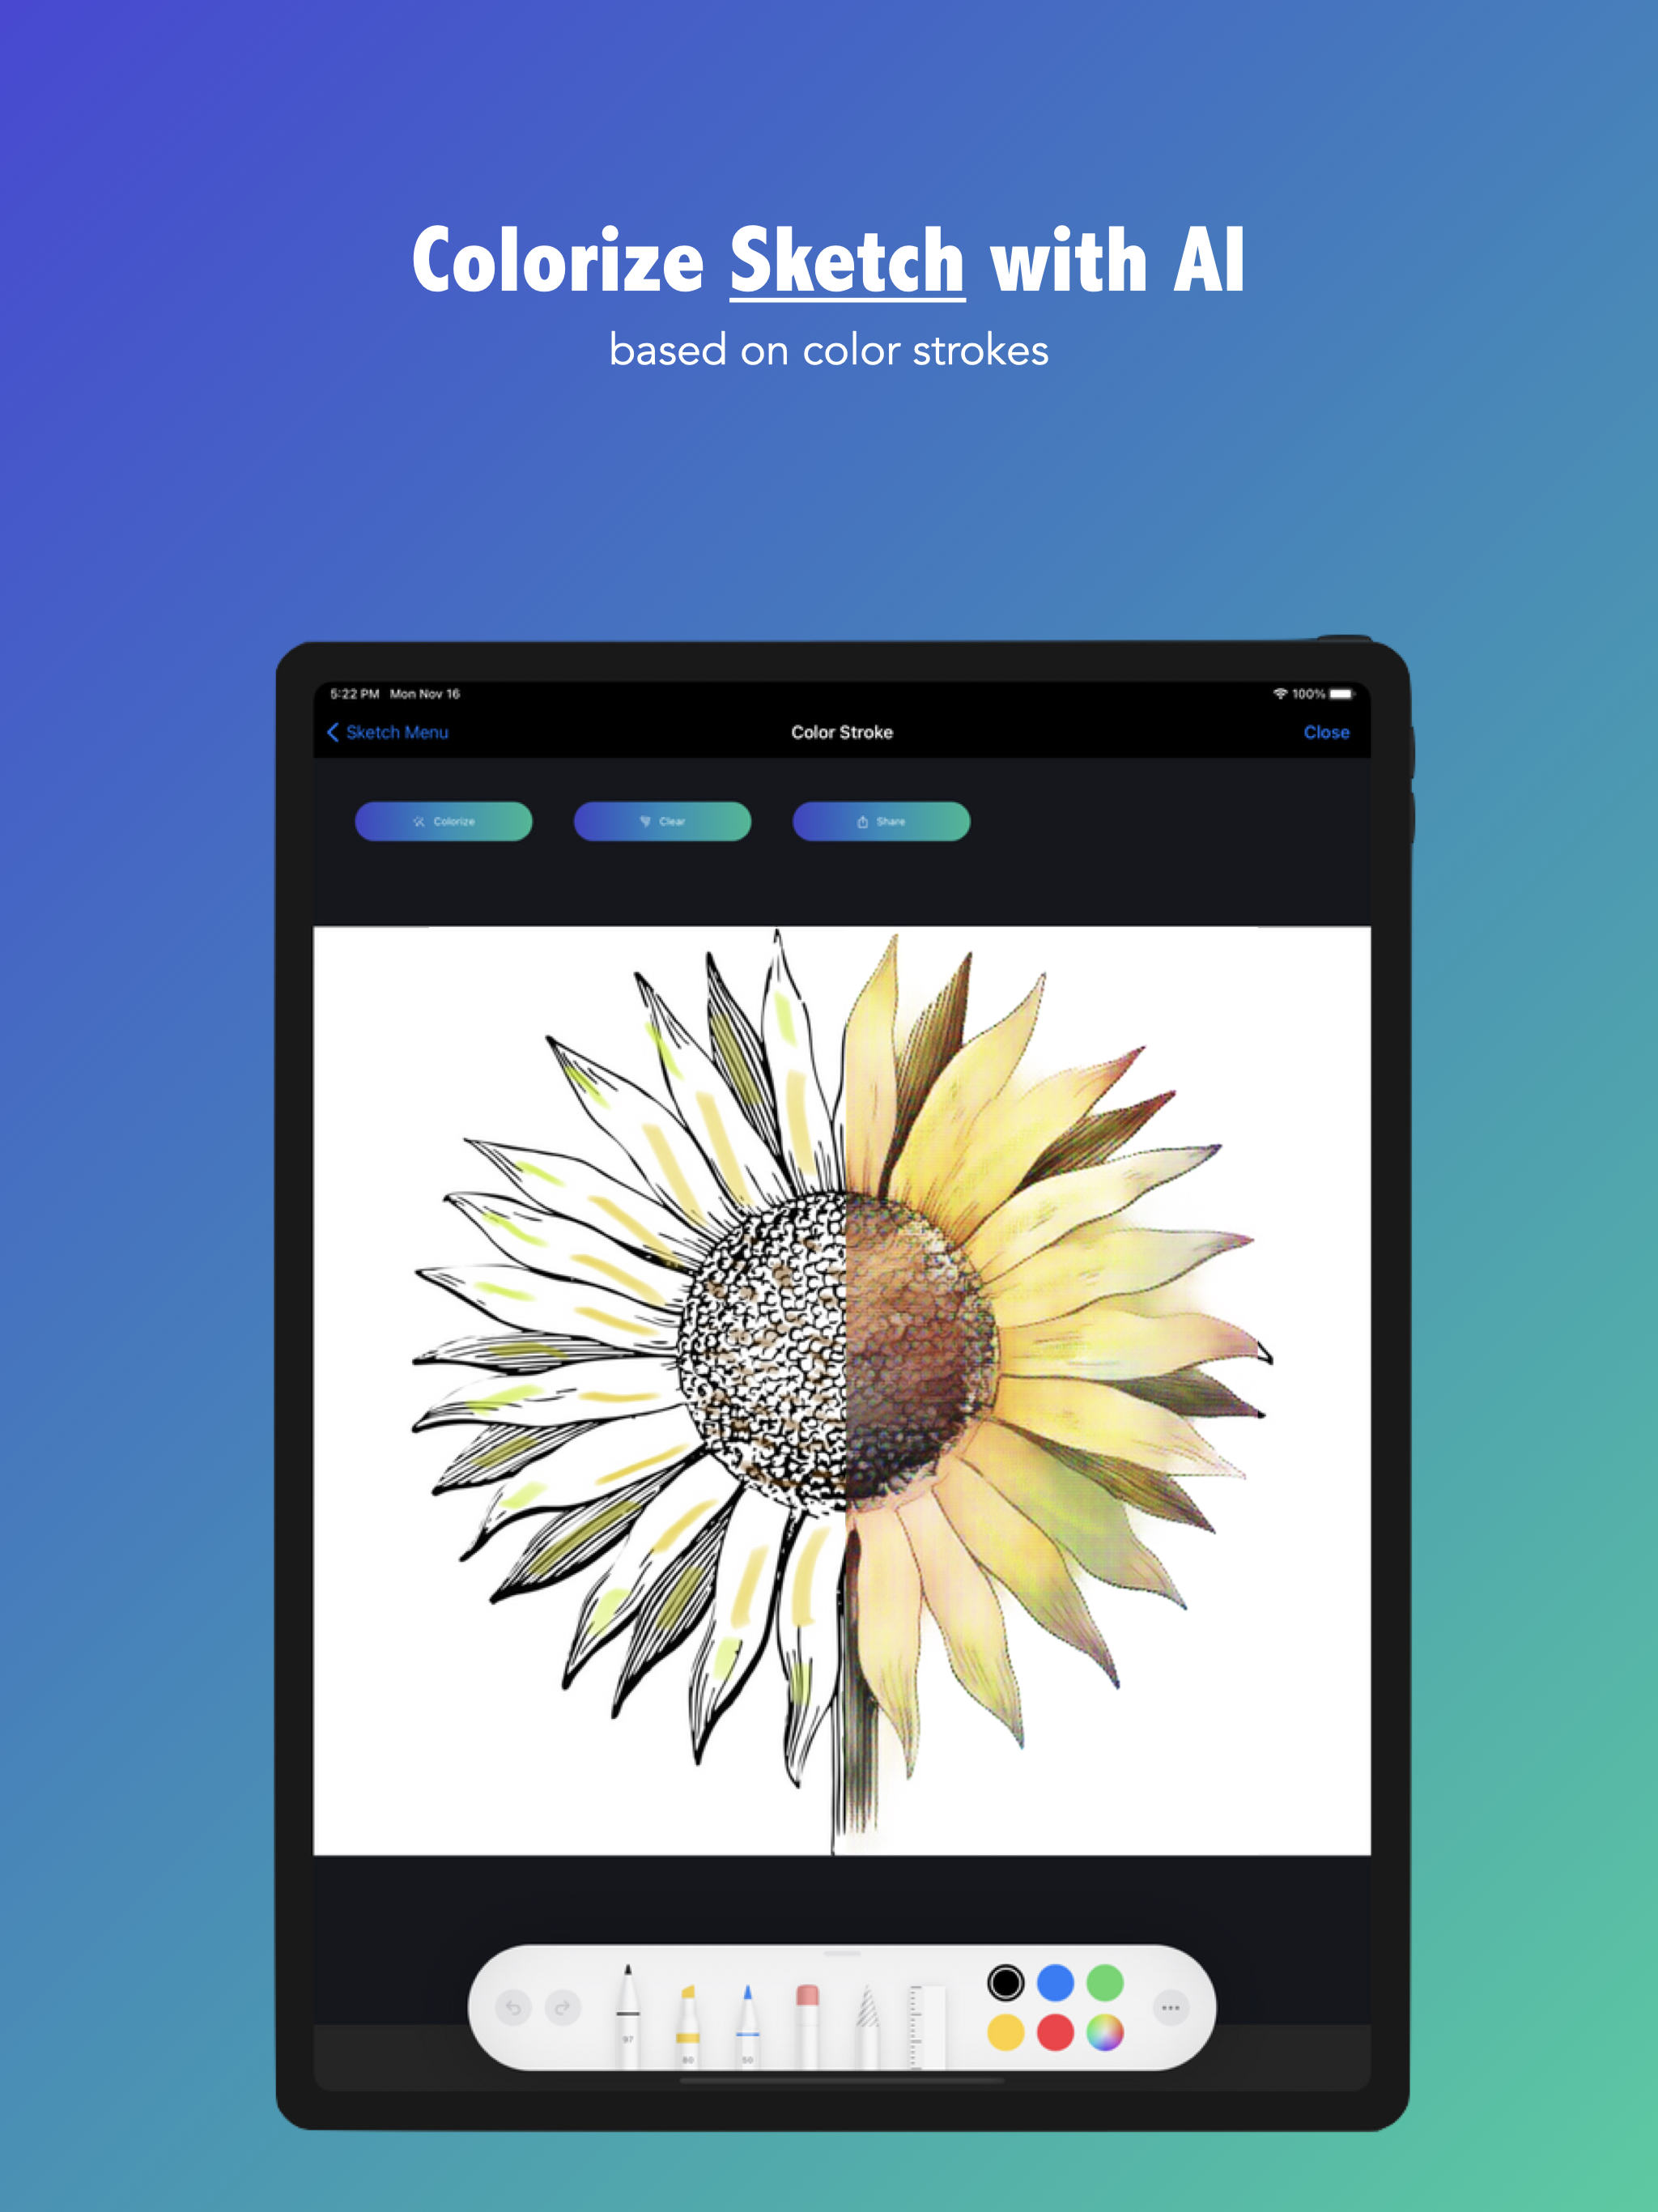 Colorize Sketch with AI
based on color strokes
5:22 PM Mon Nov 16
100%
Sketch Menu
Color Stroke
Close
Colorize
Clear
Share
97
80
50